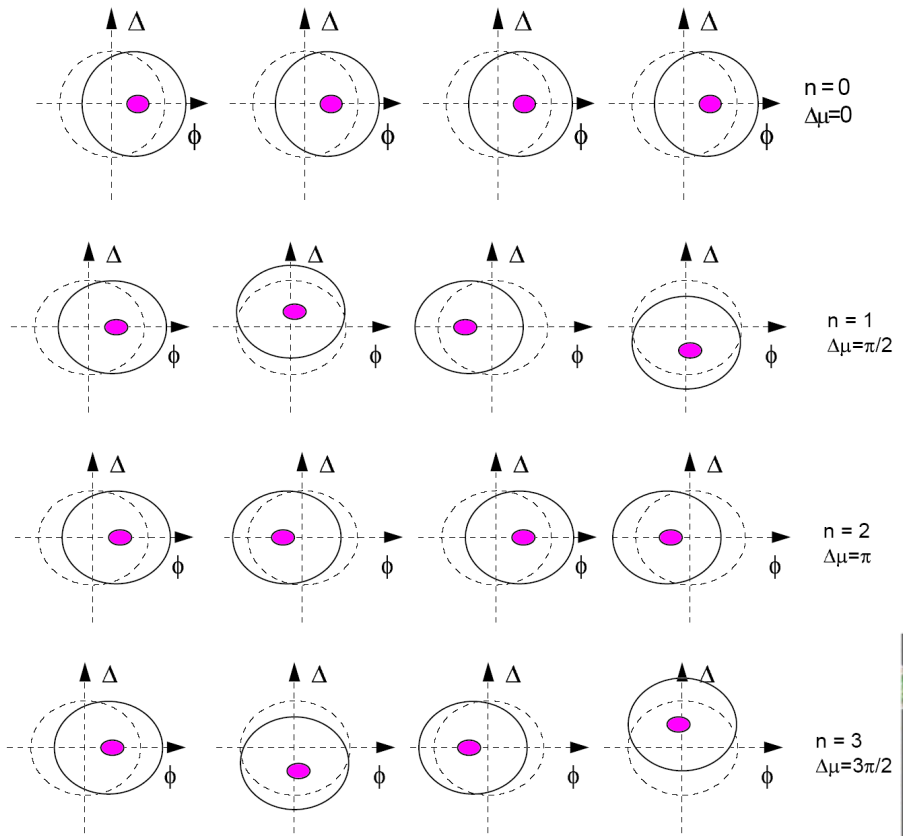 Δ Δ Δ Δ
n = 0
Δμ=0
ϕ ϕ ϕ ϕ
Δ Δ Δ Δ
n = 1
Δμ=π/2
ϕ ϕ ϕ ϕ
Δ Δ Δ Δ
n = 2
Δμ=π
ϕ ϕ ϕ ϕ
Δ Δ Δ Δ
n = 3
Δμ=3π/2
ϕ ϕ ϕ ϕ